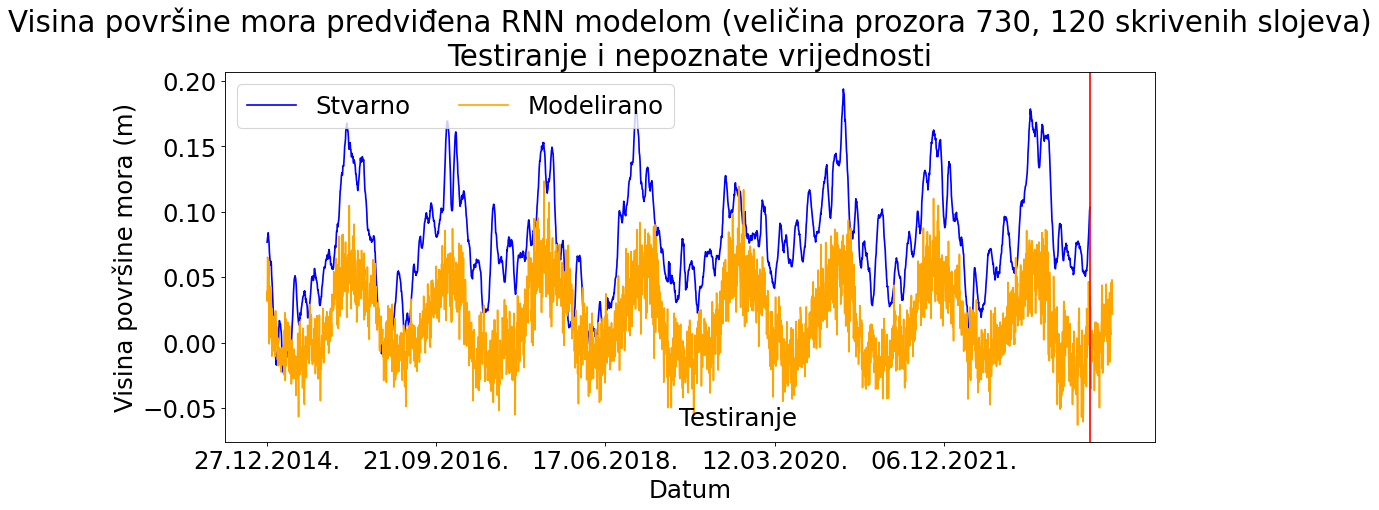 Visina površine mora predviđena RNN modelom (veličina prozora 730, 120 skrivenih slojeva)
Testiranje i nepoznate vrijednosti
Stvarno Modelirano
Visina površine mora (m)
0.20
0.15
0.10
0.05
0.00
−0.05
Testiranje
27.12.2014. 21.09.2016. 17.06.2018. 12.03.2020. 06.12.2021.
Datum